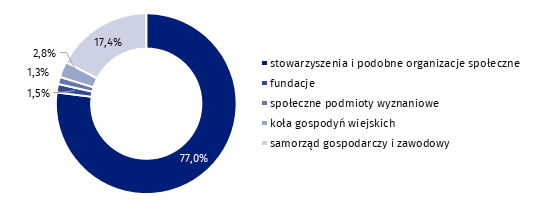 17,4%
2,8%
1,3%
1,5%
77,0%
stowarzyszenia i podobne organizacje społeczne
fundacje
społeczne podmioty wyznaniowe
koła gospodyń wiejskich
samorząd gospodarczy i zawodowy